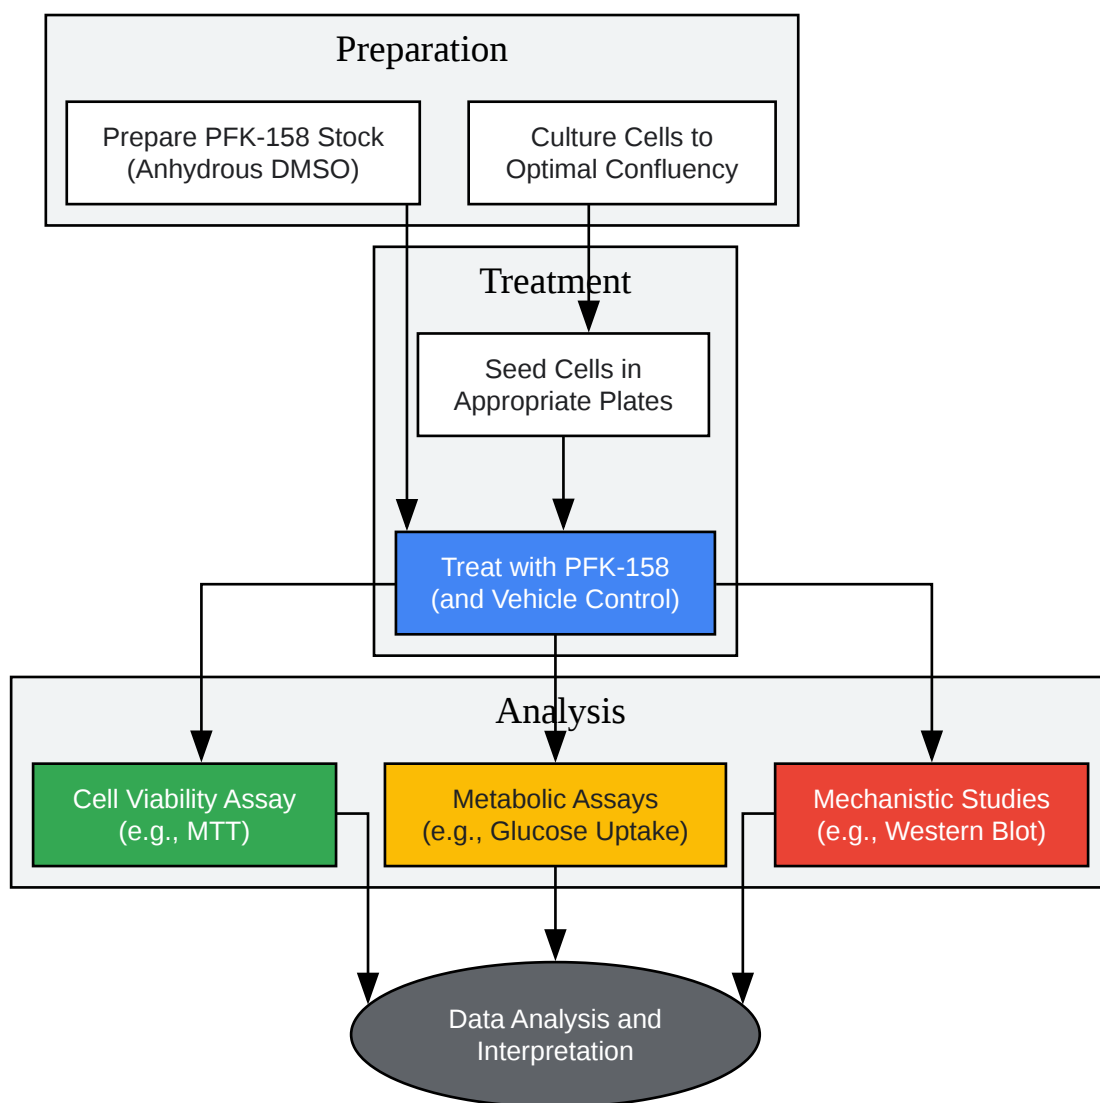 Preparation
Prepare PFK-158 Stock
(Anhydrous DMSO)
Culture Cells to
Optimal Confluency
Treatment
Seed Cells in
Appropriate Plates
Treat with PFK-158
(and Vehicle Control)
Analysis
Cell Viability Assay
(e.g., MTT)
Metabolic Assays
(e.g., Glucose Uptake)
Mechanistic Studies
(e.g., Western Blot)
Data Analysis and
Interpretation